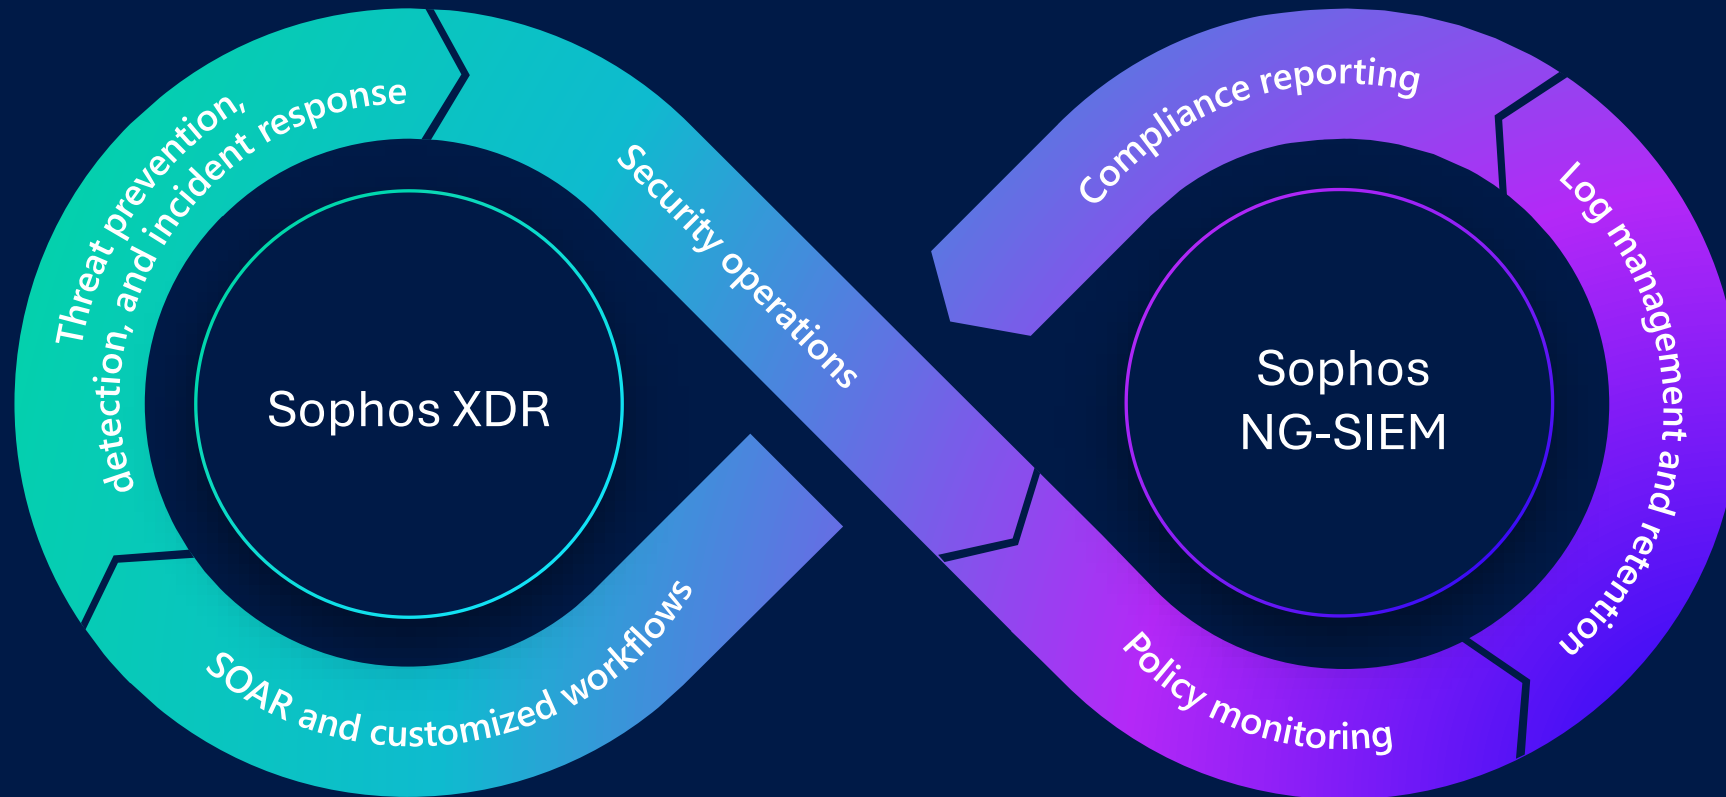 Threat prevention,
detection, and incident response
Security operations
Sophos XDR
SOAR and customized workflows
Compliance reporting
Log management and retention
Sophos
NG-SIEM
Policy monitoring